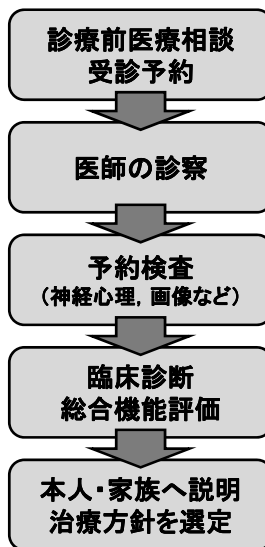 診療前医療相談
受診予約
医師の診察
予約検査
（神経心理，画像など）
臨床診断
総合機能評価
本人・家族へ説明
治療方針を選定